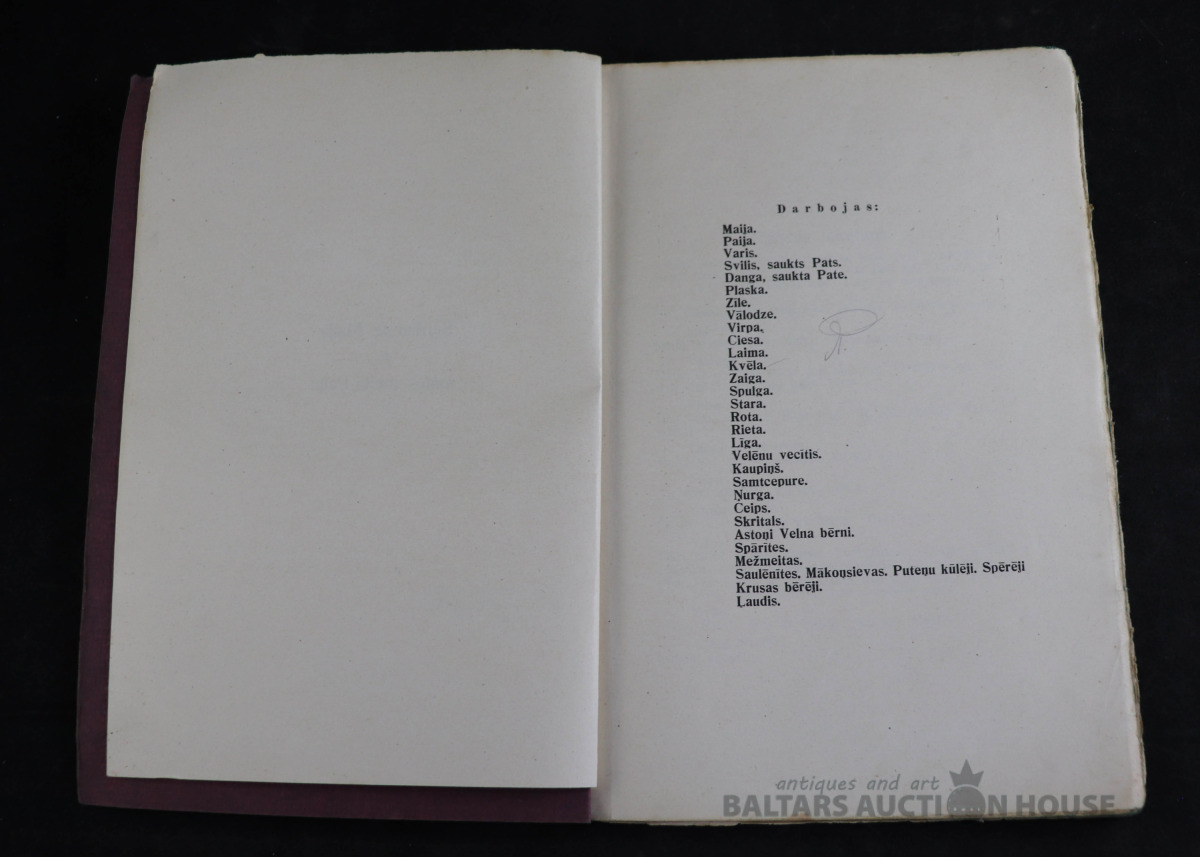 Darbojas:
Maija.
Paija.
Varis.
Svilis, saukts Pats.
Danga, saukta Pate.
Plaska.
Zīle.
Vālodze.
Virpa,
Ciesa.
Laima.
Kvēla.
Zaiga.
Spulga.
Stara.
Rota.
Rieta.
Līga.
Velēnu vecītis.
Kaupiņš.
Samtcepure.
Ņurga.
Čeips.
Skritals.
Astoņi Velna bērni.
Spārītes.
Mežmeitas.
Saulēnītes. Mākoņsievas. Puteņu kūlēji. Spērēji
Krusas bērēji.
Ļaudis.
antiques and art
BALTARS AUCTION HOUSE